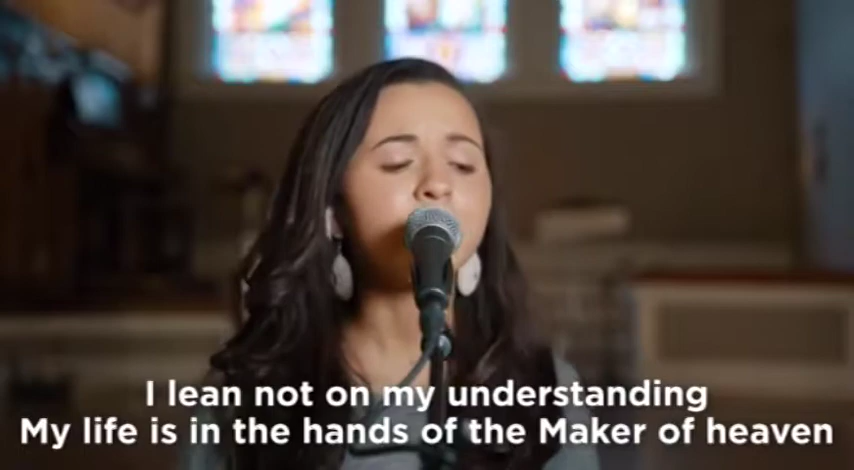 I lean not on my understanding
My life is in the hands of the Maker of heaven